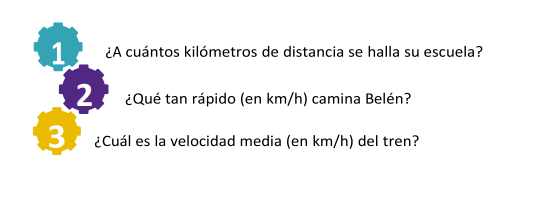 1 ¿A cuántos kilómetros de distancia se halla su escuela?
2 ¿Qué tan rápido (en km/h) camina Belén?
3 ¿Cuál es la velocidad media (en km/h) del tren?